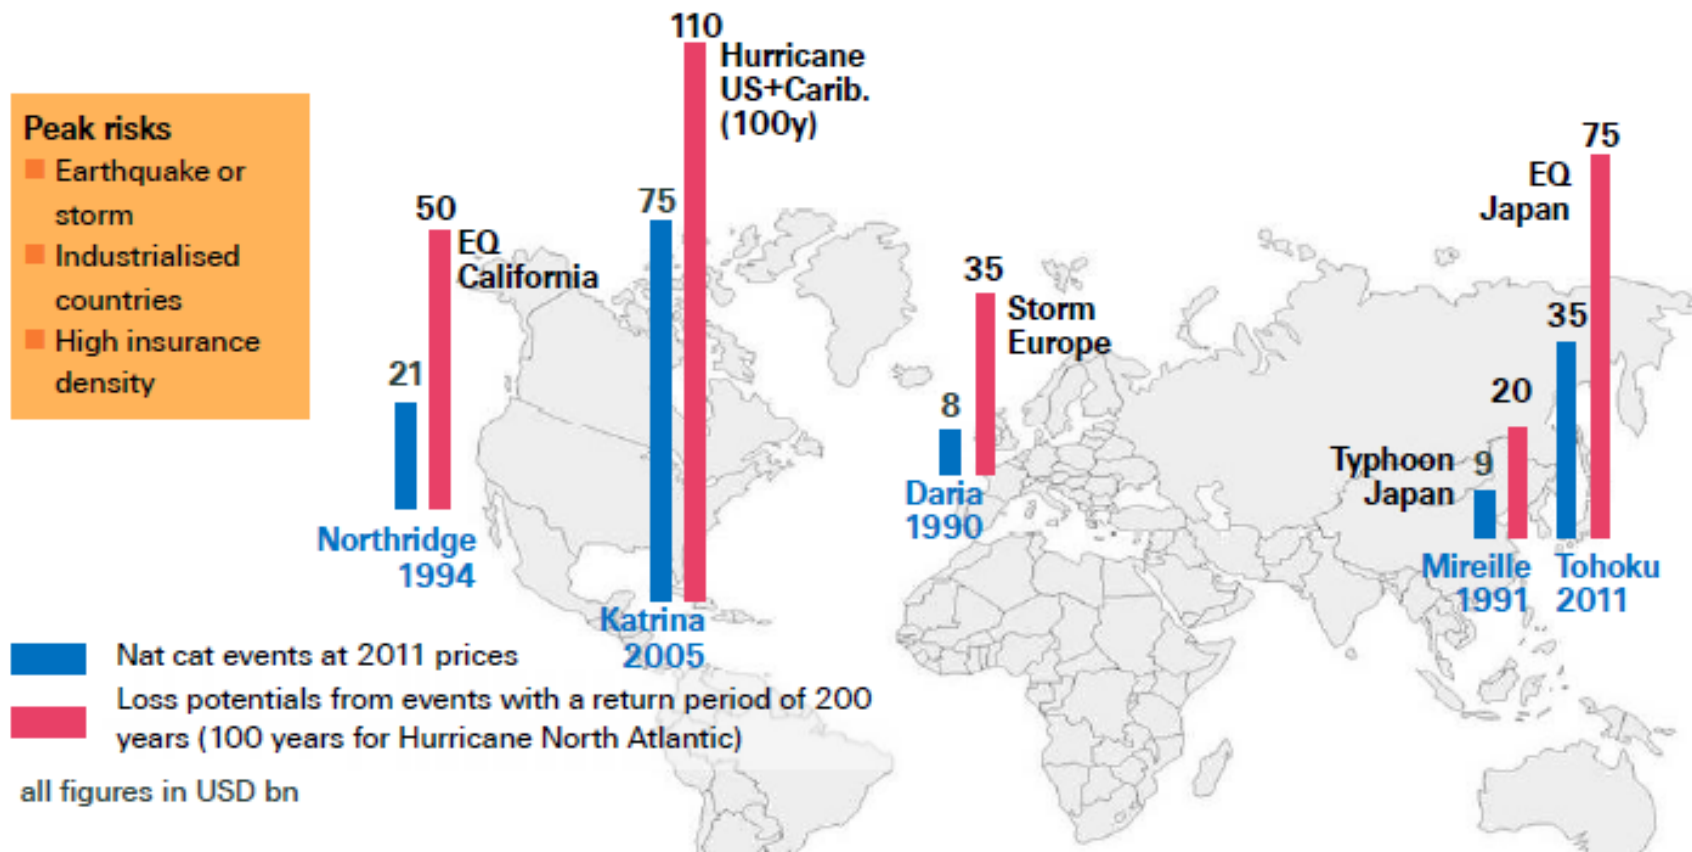 Peak risks
Earthquake or
storm
Industrialised
countries
High insurance
density
50
EQ
California
21
Northridge
1994
110
Hurricane
US+Carib.
(100y)
75
Katrina
2005
35
Storm
Europe
8
Daria
1990
75
EQ
Japan
35
20
Typhoon
Japan
9
Mireille
1991
Tohoku
2011
Nat cat events at 2011 prices
Loss potentials from events with a return period of 200
years (100 years for Hurricane North Atlantic)
all figures in USD bn